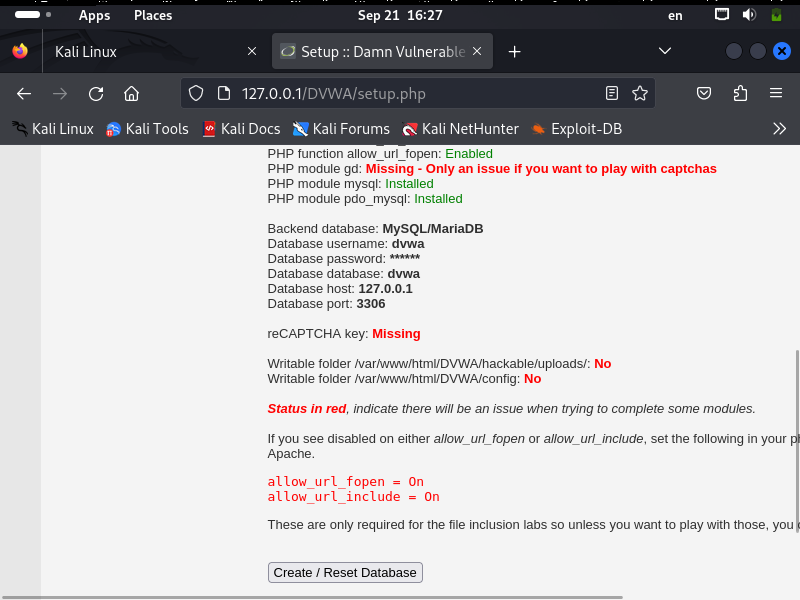 Apps Places Sep 21 16:27 en
Kali Linux Setup :: Damn Vulnerable
127.0.0.1/DVWA/setup.php
Kali Linux Kali Tools Kali Docs Kali Forums Kali NetHunter Exploit-DB
PHP function allow_url_fopen: Enabled
PHP module gd: Missing - Only an issue if you want to play with captchas
PHP module mysql: Installed
PHP module pdo_mysql: Installed
Backend database: MySQL/MariaDB
Database username: dvwa
Database password: ******
Database database: dvwa
Database host: 127.0.0.1
Database port: 3306
reCAPTCHA key: Missing
Writable folder /var/www/html/DVWA/hackable/uploads/: No
Writable folder /var/www/html/DVWA/config: No
Status in red, indicate there will be an issue when trying to complete some modules.
If you see disabled on either allow_url_fopen or allow_url_include, set the following in your
Apache.
allow_url_fopen = On
allow_url_include = On
These are only required for the file inclusion labs so unless you want to play with those, you
Create / Reset Database